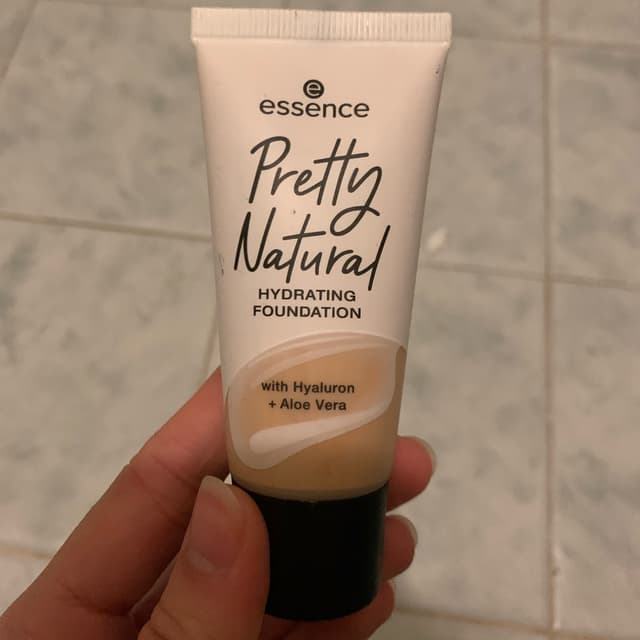 e
essence
Pretty
Natural
HYDRATING
FOUNDATION
with Hyaluron
+ Aloe Vera